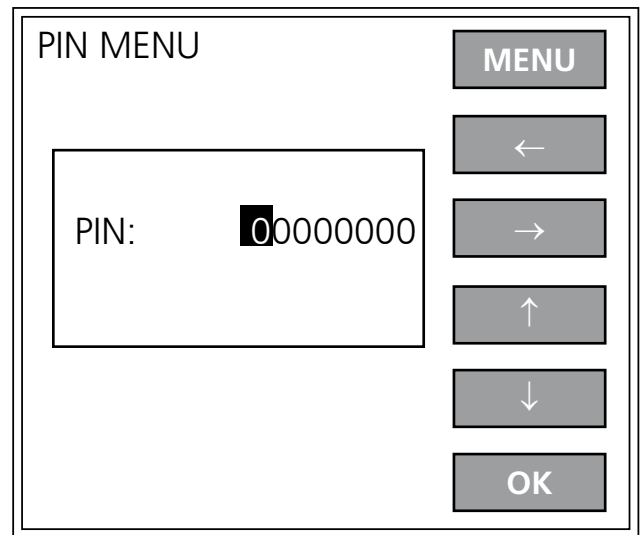 PIN MENU
MENU
←
PIN: 00000000
→
↑
↓
OK